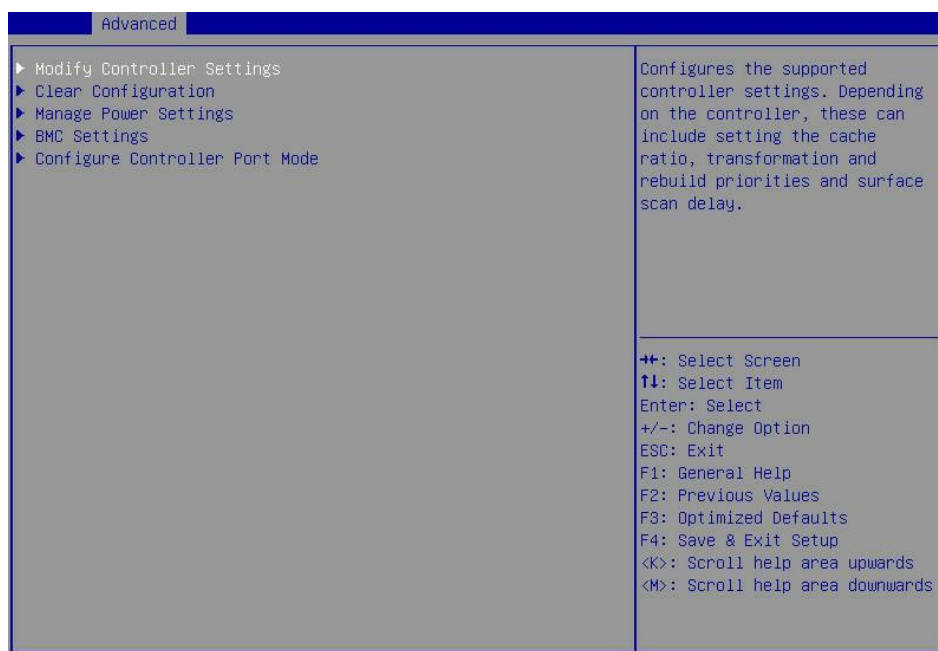 Advanced
▶ Modify Controller Settings
▶ Clear Configuration
▶ Manage Power Settings
▶ BMC Settings
▶ Configure Controller Port Mode
Configures the supported
controller settings. Depending
on the controller, these can
include setting the cache
ratio, transformation and
rebuild priorities and surface
scan delay.
→←: Select Screen
↑↓: Select Item
Enter: Select
+/-: Change Option
ESC: Exit
F1: General Help
F2: Previous Values
F3: Optimized Defaults
F4: Save & Exit Setup
<K>: Scroll help area upwards
<M>: Scroll help area downwards